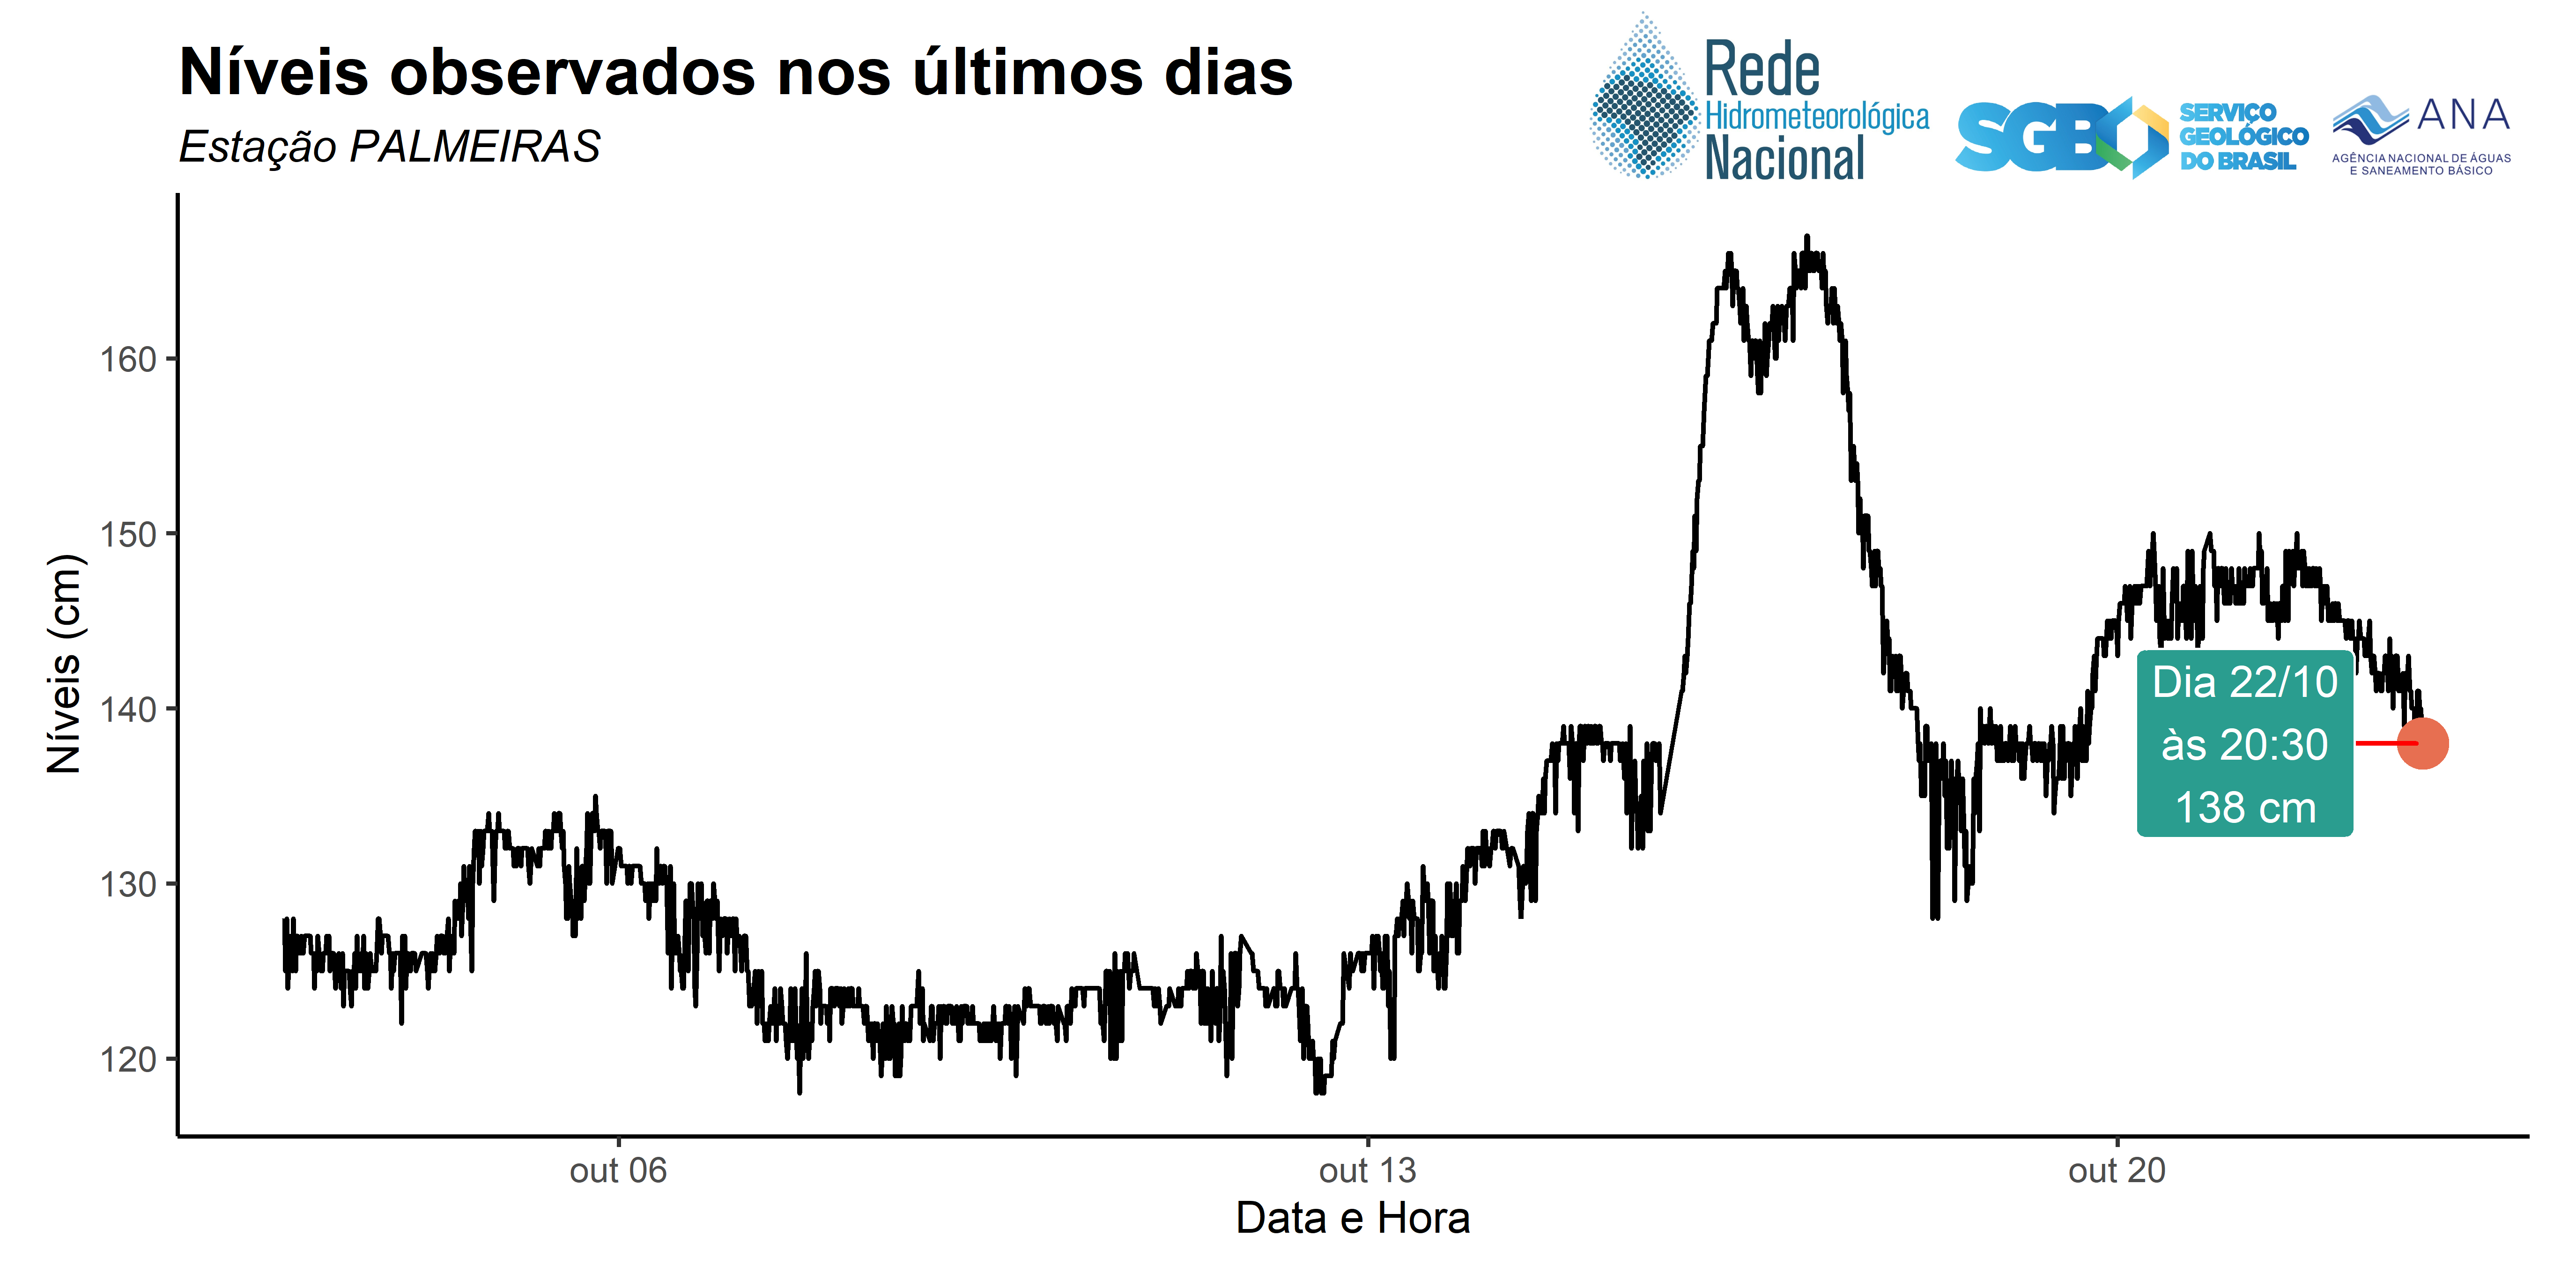 Níveis observados nos últimos dias
Estação PALMEIRAS
Rede
Hidrometeorológica
Nacional
SGB
SERVIÇO
GEOLÓGICO
DO BRASIL
ANA
AGÊNCIA NACIONAL DE ÁGUAS
E SANEAMENTO BÁSICO
Níveis (cm)
160
150
140
130
120
Dia 22/10
às 20:30
138 cm
out 06
out 13
out 20
Data e Hora